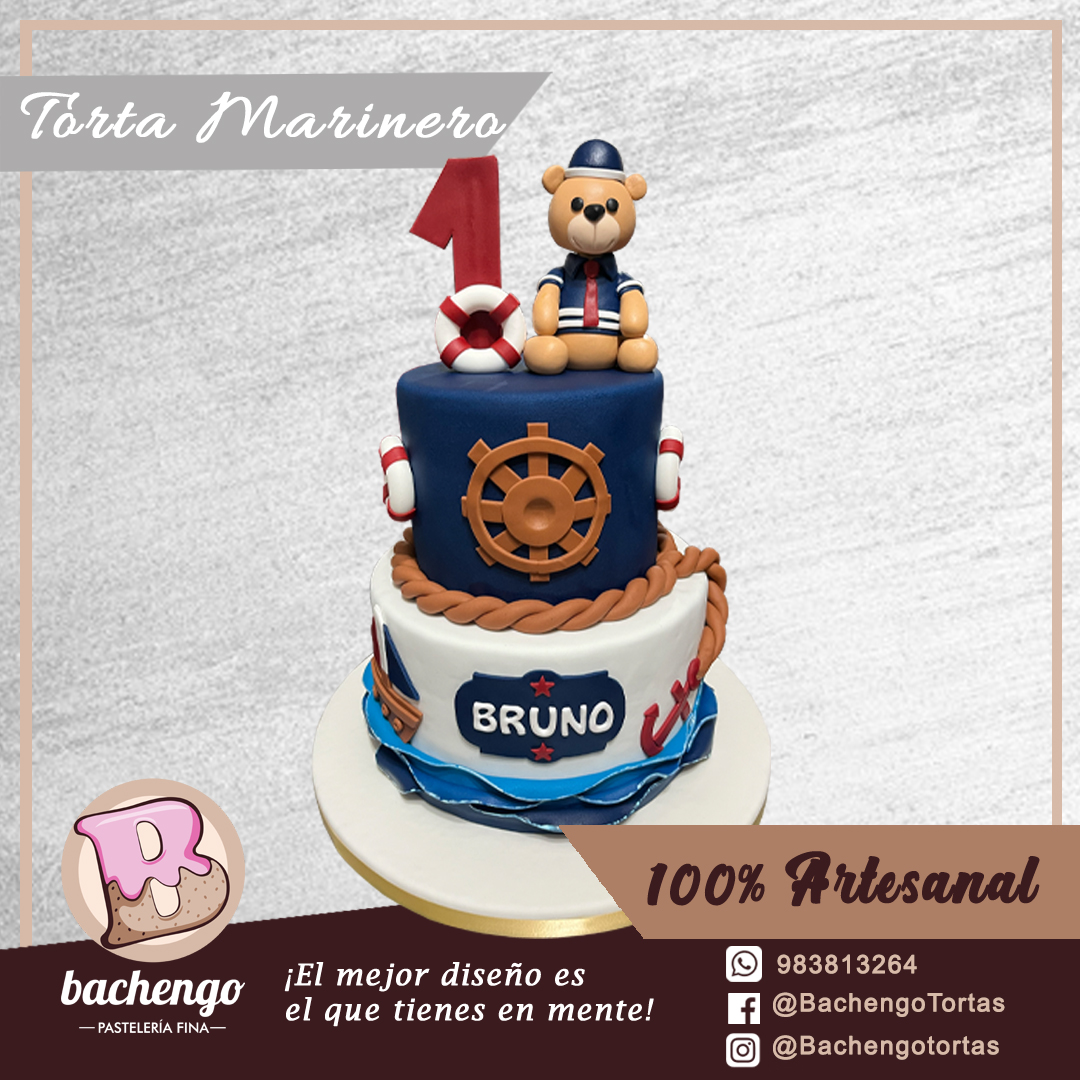 Torta Marinero
1
BRUNO
100% Artesanal
B
bachengo
PASTELERÍA FINA
¡El mejor diseño es
el que tienes en mente!
983813264
@BachengoTortas
@Bachengotortas